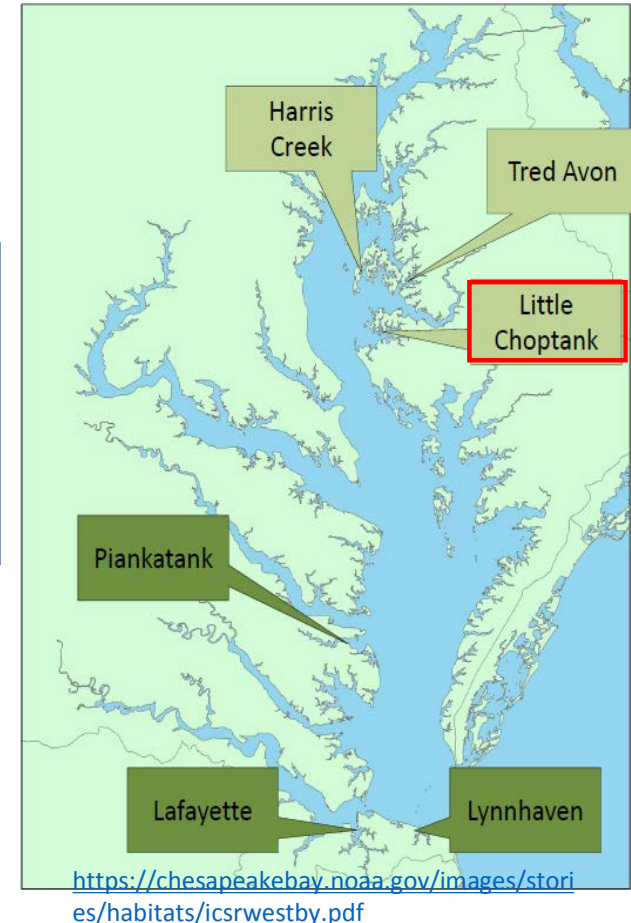 Harris
Creek
Tred Avon
Little
Choptank
Piankatank
Lafayette
Lynnhaven
https://chesapeakebay.noaa.gov/images/stori
es/habitats/icsrwestby.pdf